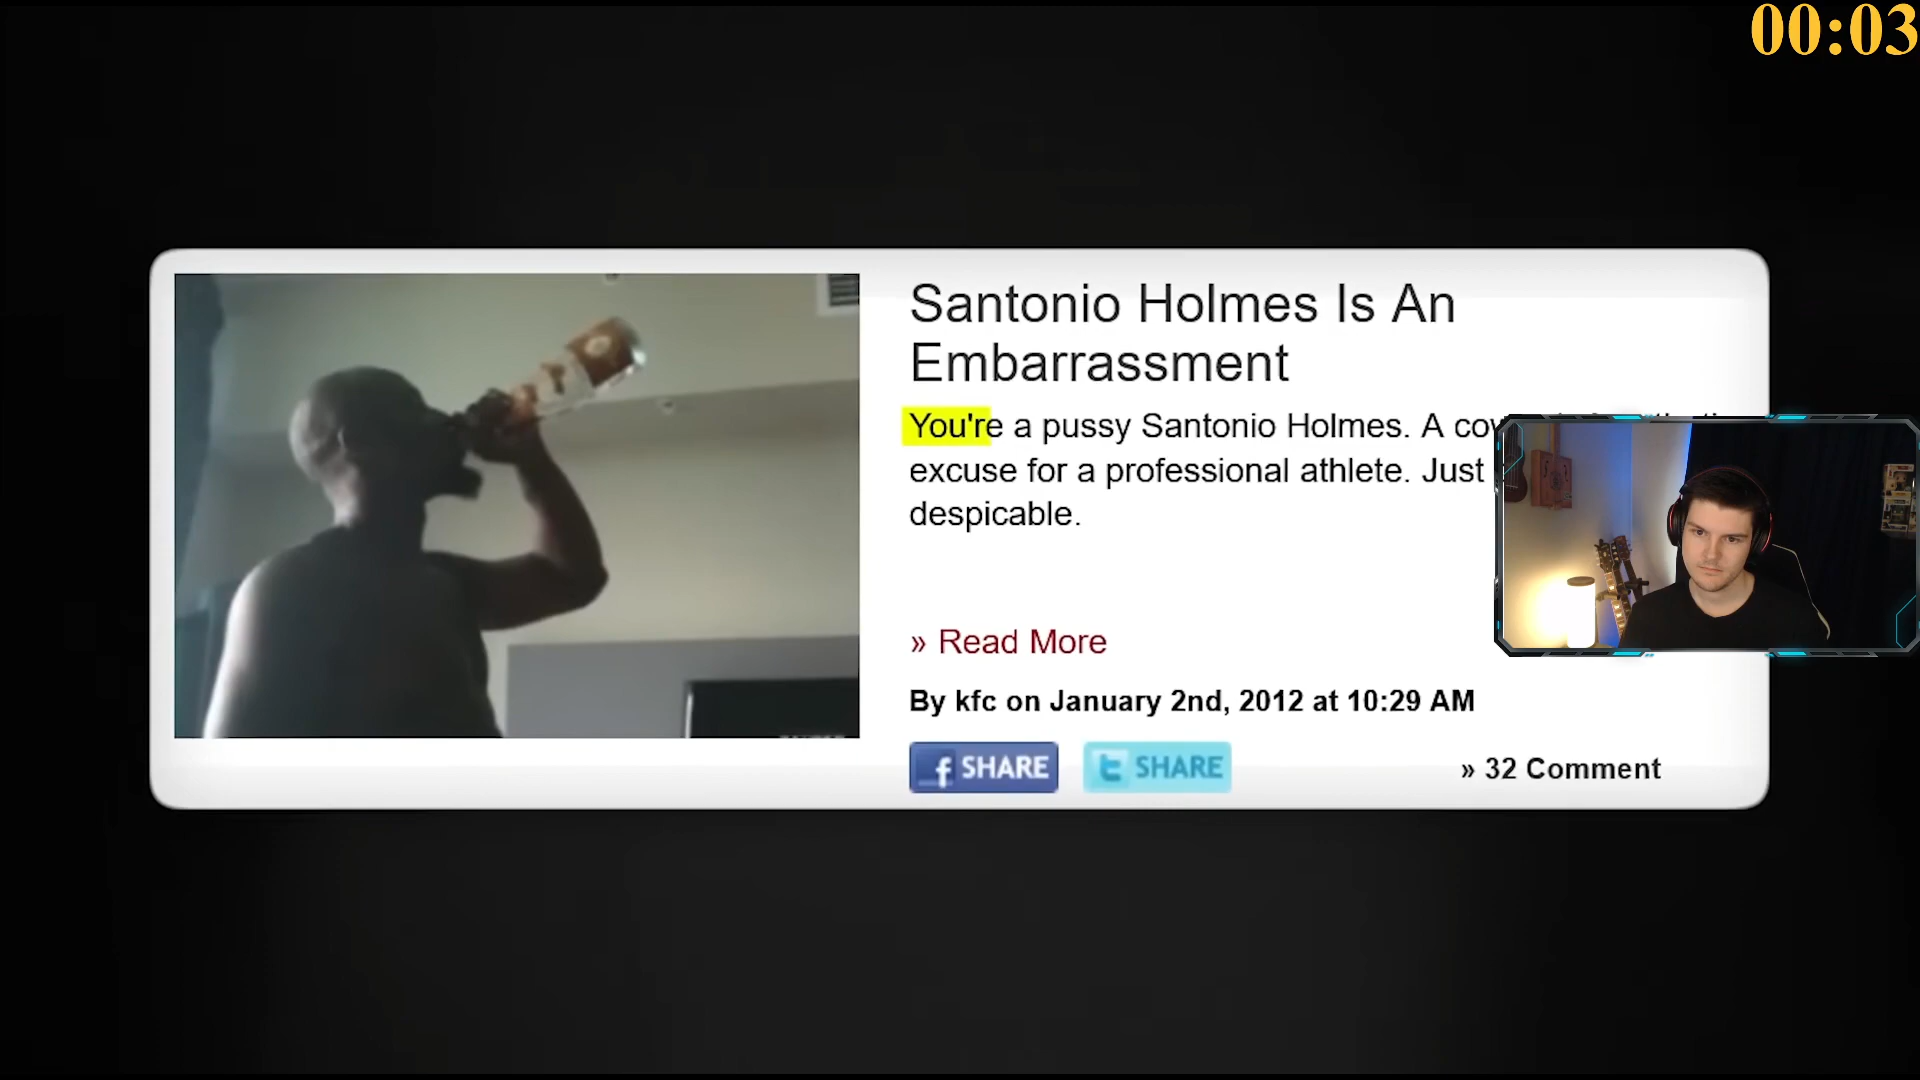 00:03
Santonio Holmes Is An
Embarrassment
You're a pussy Santonio Holmes. A
excuse for a professional athlete. Just
despicable.
» Read More
By kfc on January 2nd, 2012 at 10:29 AM
f SHARE
t SHARE
» 32 Comment